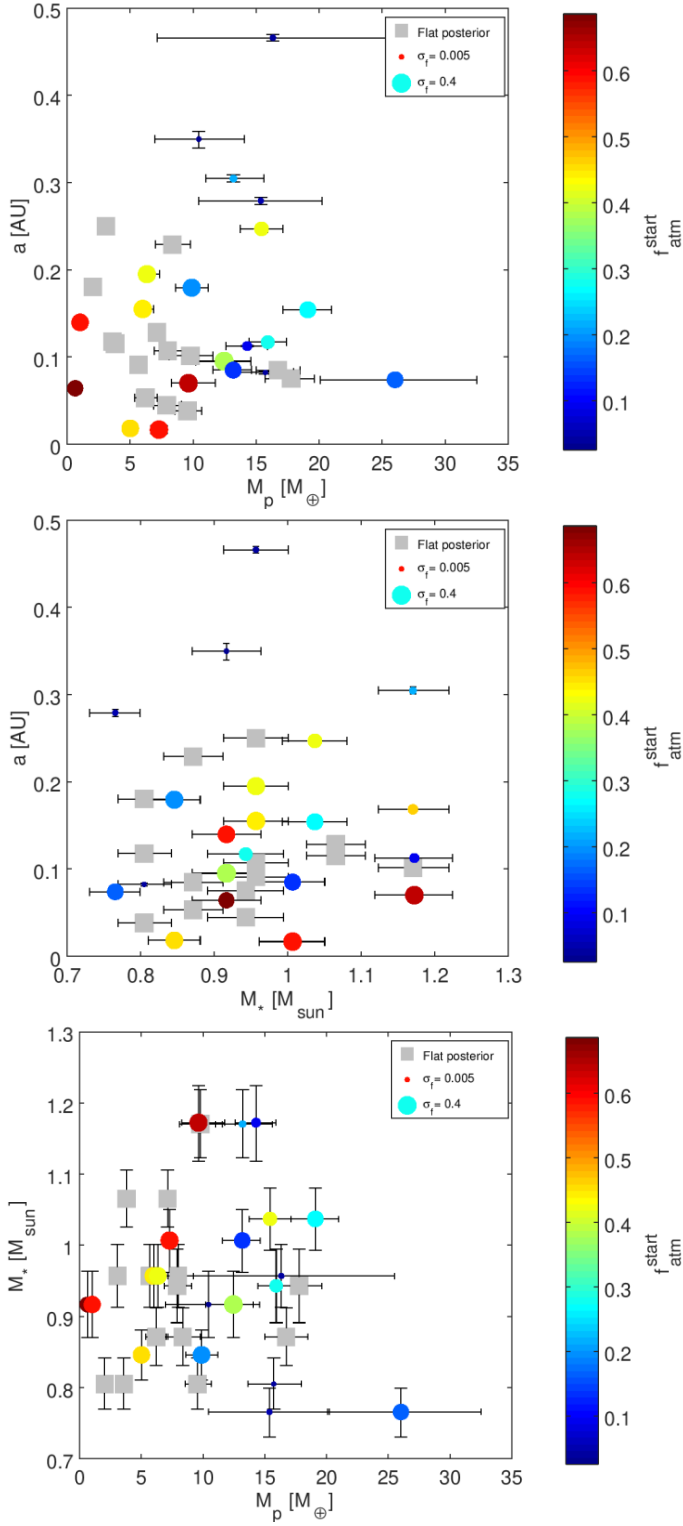 0.5
0.4
0.3
0.2
0.1
0
a [AU]
0 5 10 15 20 25 30 35
M_p [M_⊕]
Flat posterior
σ_f = 0.005
σ_f = 0.4
0.6
0.5
0.4
0.3
0.2
0.1
f_atm^start
0.5
0.4
0.3
0.2
0.1
0
a [AU]
0.7 0.8 0.9 1 1.1 1.2 1.3
M_* [M_sun]
Flat posterior
σ_f = 0.005
σ_f = 0.4
0.6
0.5
0.4
0.3
0.2
0.1
f_atm^start
1.3
1.2
1.1
1
0.9
0.8
0.7
M_* [M_sun]
0 5 10 15 20 25 30 35
M_p [M_⊕]
Flat posterior
σ_f = 0.005
σ_f = 0.4
0.6
0.5
0.4
0.3
0.2
0.1
f_atm^start